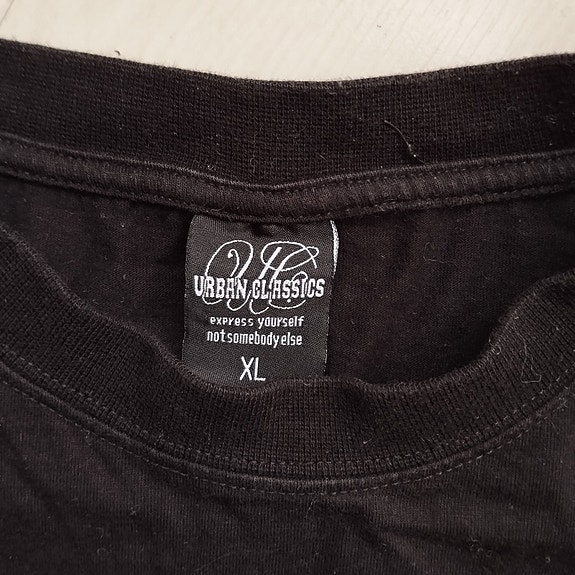 UC
URBAN CLASSICS
express yourself
notsomebodyelse
XL